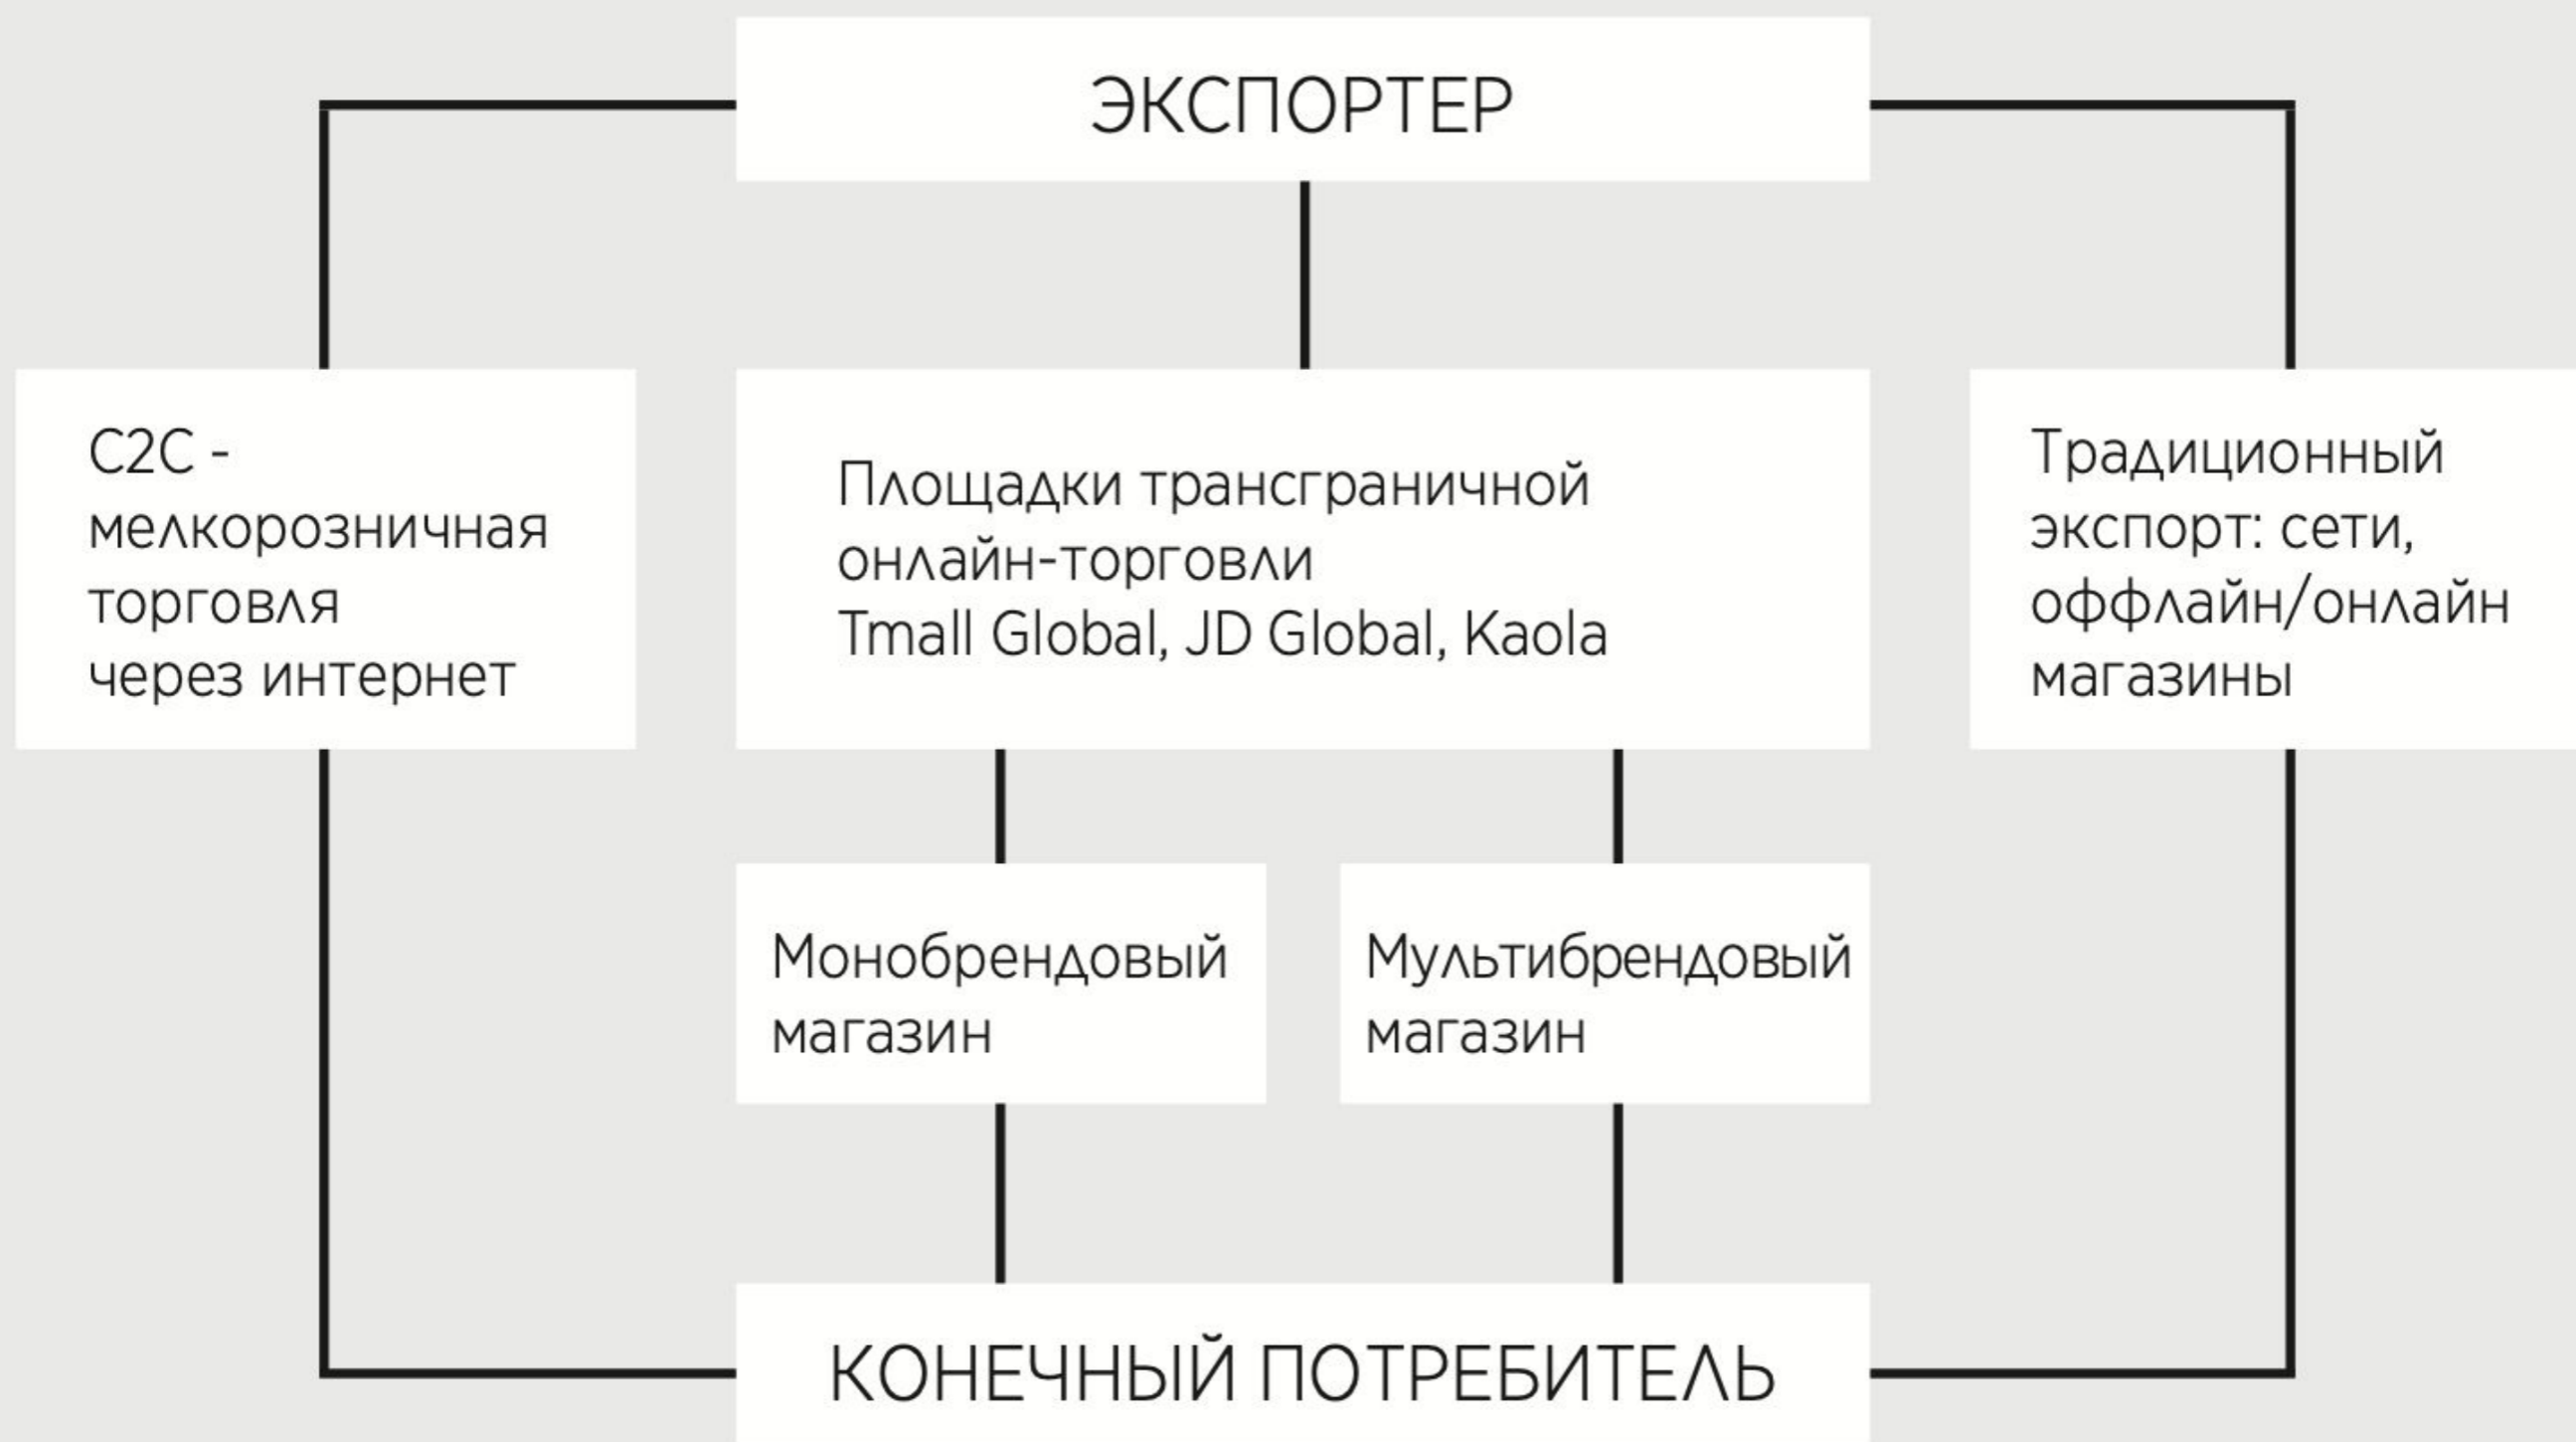 ЭКСПОРТЕР
C2C -
мелкорозничная
торговля
через интернет
Площадки трансграничной
онлайн-торговли
Tmall Global, JD Global, Kaola
Традиционный
экспорт: сети,
оффлайн/онлайн
магазины
Монобрендовый
магазин
Мультибрендовый
магазин
КОНЕЧНЫЙ ПОТРЕБИТЕЛЬ